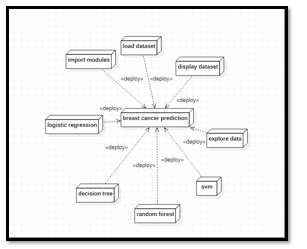 load dataset
import modules
display dataset
«deploy»
«deploy»
«deploy»
«deploy»
breast cancer prediction
logistic regression
«deploy»
explore data
«deploy»
«deploy»
«deploy»
svm
decision tree
random forest